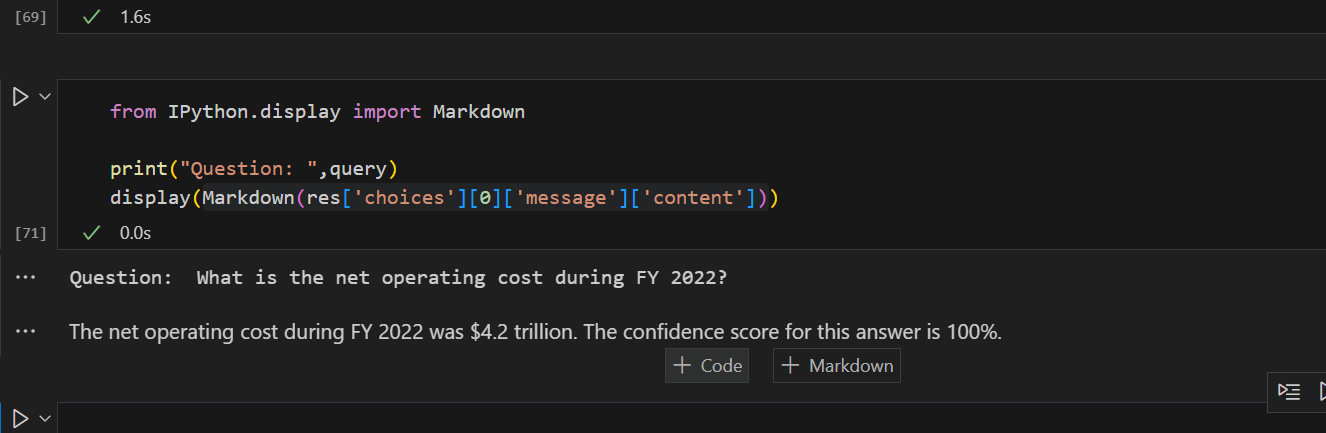 [69] 1.6s
from IPython.display import Markdown
print("Question: ",query)
display(Markdown(res['choices'][0]['message']['content']))
[71] 0.0s
... Question:  What is the net operating cost during FY 2022?
... The net operating cost during FY 2022 was $4.2 trillion. The confidence score for this answer is 100%.
+ Code + Markdown